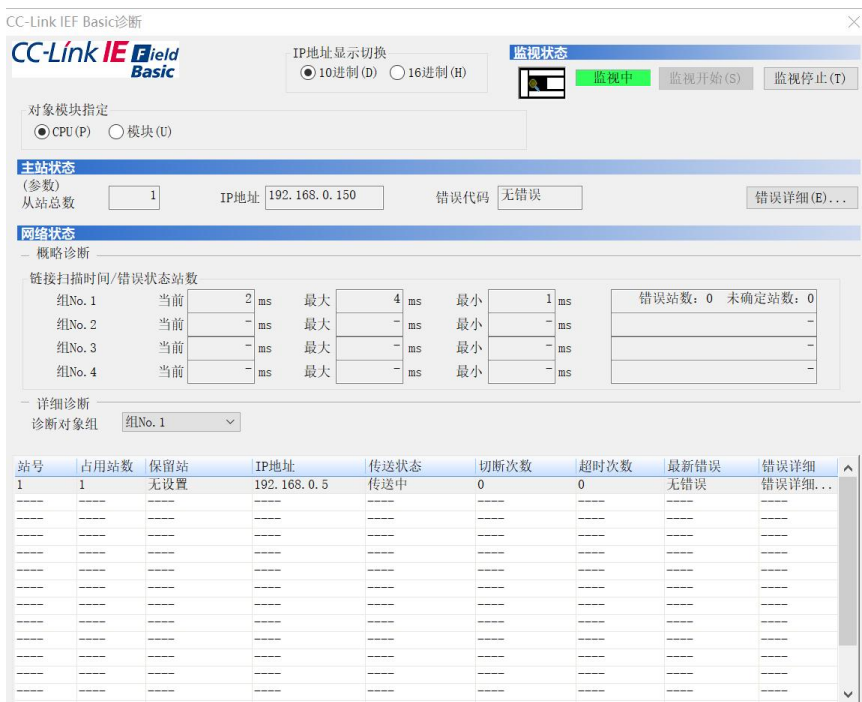 CC-Link IEF Basic诊断
CC-Link IE Field
Basic
IP地址显示切换
10进制(D) 16进制(H)
监视状态
监视中 监视开始(S) 监视停止(T)
对象模块指定
CPU(P) 模块(U)
主站状态
(参数)
从站总数 1 IP地址 192.168.0.150 错误代码 无错误 错误详细(E)...
网络状态
概略诊断
链接扫描时间/错误状态站数
组No.1 当前 2 ms 最大 4 ms 最小 1 ms 错误站数: 0 未确定站数: 0
组No.2 当前 - ms 最大 - ms 最小 - ms -
组No.3 当前 - ms 最大 - ms 最小 - ms -
组No.4 当前 - ms 最大 - ms 最小 - ms -
详细诊断
诊断对象组 组No.1
站号 占用站数 保留站 IP地址 传送状态 切断次数 超时次数 最新错误 错误详细
1 1 无设置 192.168.0.5 传送中 0 0 无错误 错误详细...
---- ---- ---- ---- ---- ---- ---- ---- ----
---- ---- ---- ---- ---- ---- ---- ---- ----
---- ---- ---- ---- ---- ---- ---- ---- ----
---- ---- ---- ---- ---- ---- ---- ---- ----
---- ---- ---- ---- ---- ---- ---- ---- ----
---- ---- ---- ---- ---- ---- ---- ---- ----
---- ---- ---- ---- ---- ---- ---- ---- ----
---- ---- ---- ---- ---- ---- ---- ---- ----
---- ---- ---- ---- ---- ---- ---- ---- ----
---- ---- ---- ---- ---- ---- ---- ---- ----
---- ---- ---- ---- ---- ---- ---- ---- ----
---- ---- ---- ---- ---- ---- ---- ---- ----